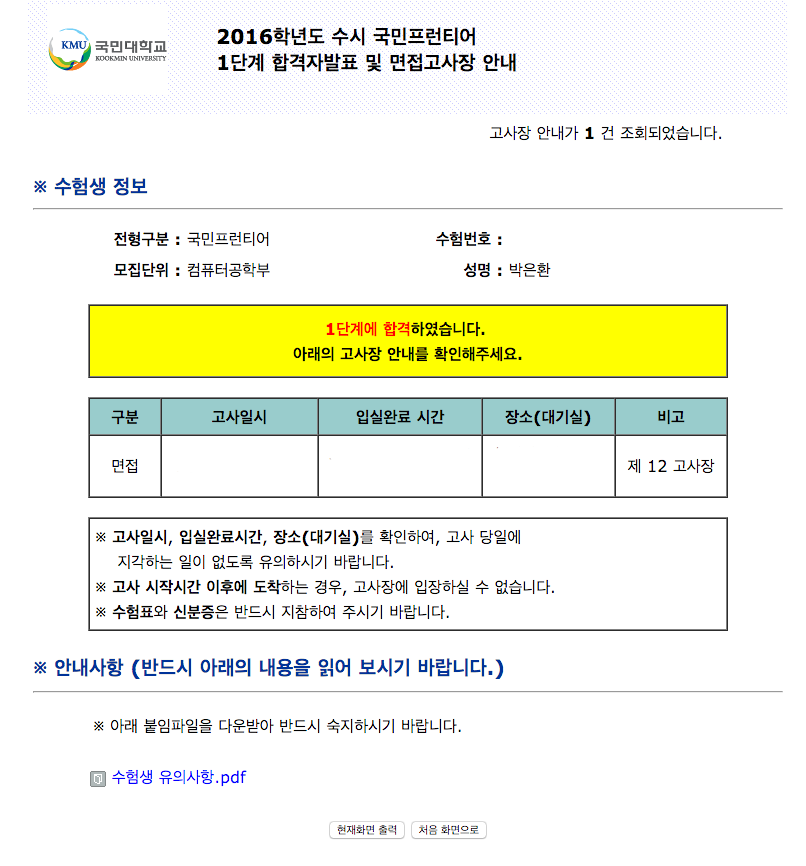 KMU 국민대학교
KOOKMIN UNIVERSITY
2016학년도 수시 국민프런티어
1단계 합격자발표 및 면접고사장 안내
고사장 안내가 1 건 조회되었습니다.
※ 수험생 정보
전형구분 : 국민프런티어 수험번호 :
모집단위 : 컴퓨터공학부 성명 : 박은환
1단계에 합격하였습니다.
아래의 고사장 안내를 확인해주세요.
구분 고사일시 입실완료 시간 장소(대기실) 비고
면접 제 12 고사장
※ 고사일시, 입실완료시간, 장소(대기실)를 확인하여, 고사 당일에
지각하는 일이 없도록 유의하시기 바랍니다.
※ 고사 시작시간 이후에 도착하는 경우, 고사장에 입장하실 수 없습니다.
※ 수험표와 신분증은 반드시 지참하여 주시기 바랍니다.
※ 안내사항 (반드시 아래의 내용을 읽어 보시기 바랍니다.)
※ 아래 붙임파일을 다운받아 반드시 숙지하시기 바랍니다.
수험생 유의사항.pdf
현재화면 출력 처음 화면으로